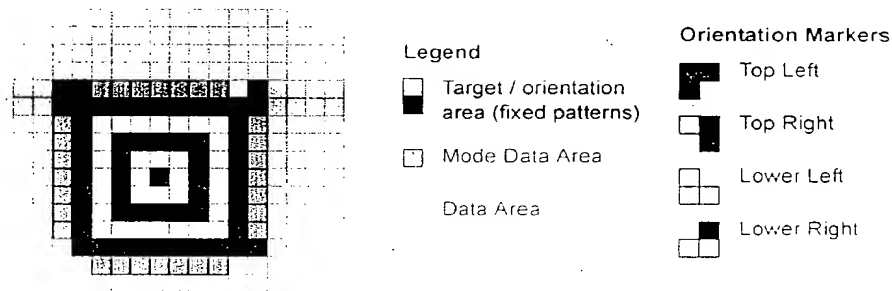 Legend
Target / orientation
area (fixed patterns)
Mode Data Area
Data Area
Orientation Markers
Top Left
Top Right
Lower Left
Lower Right